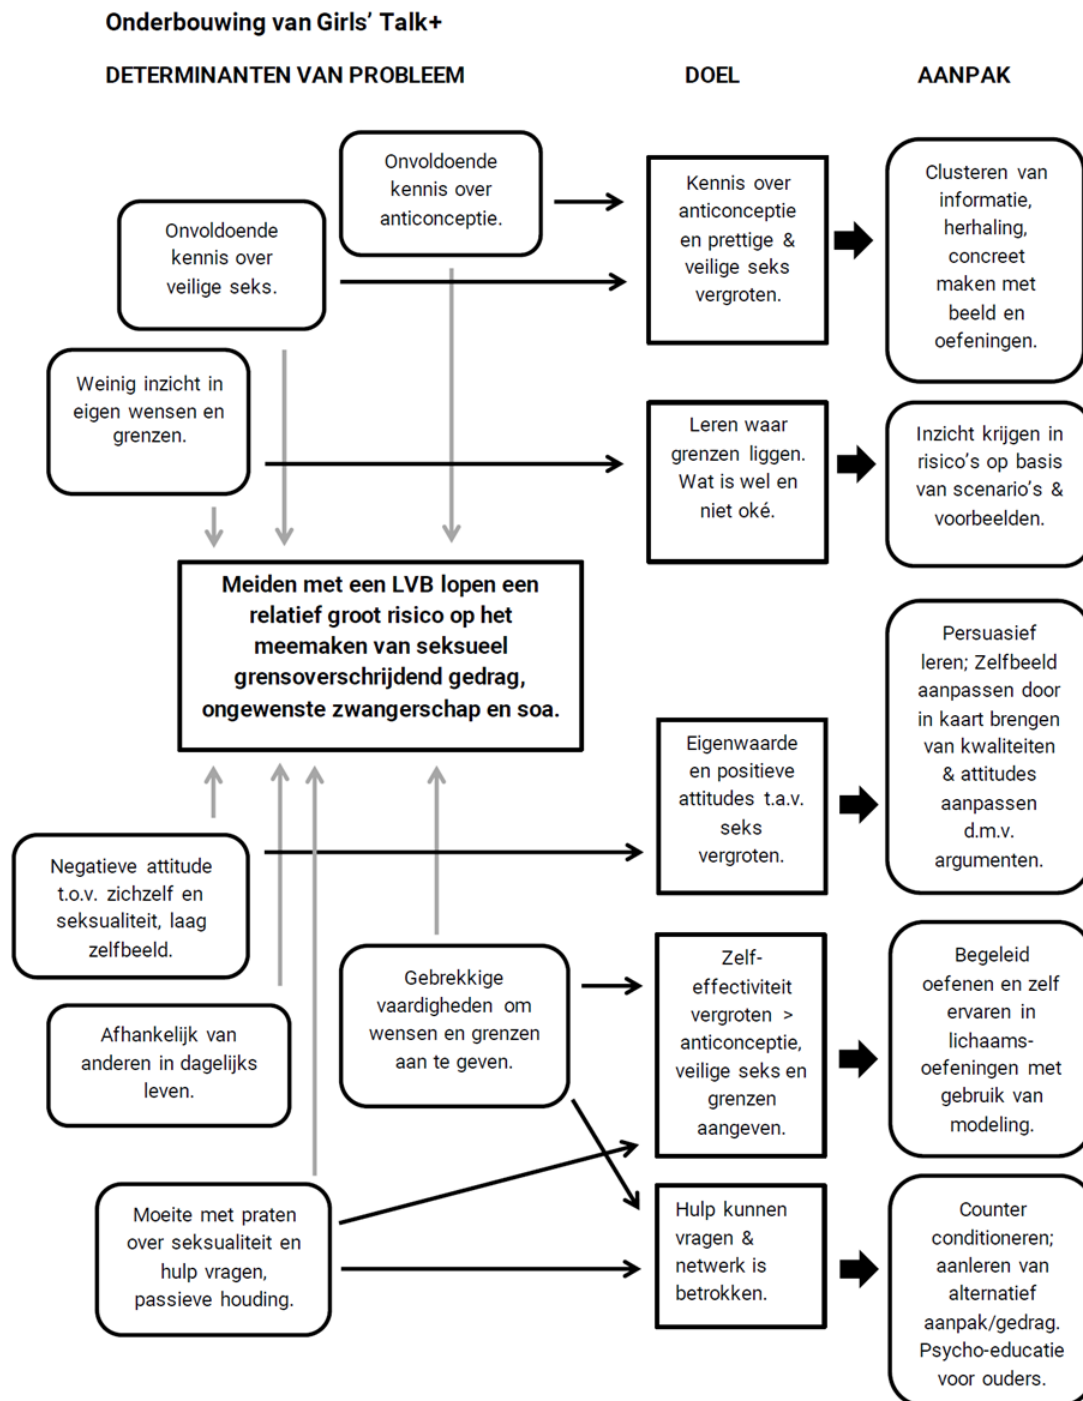 Onderbouwing van Girls' Talk+
DETERMINANTEN VAN PROBLEEM
DOEL
AANPAK
Onvoldoende
kennis over
anticonceptie.
Onvoldoende
kennis over
veilige seks.
Weinig inzicht in
eigen wensen en
grenzen.
Kennis over
anticonceptie
en prettige &
veilige seks
vergroten.
Clusteren van
informatie,
herhaling,
concreet
maken met
beeld en
oefeningen.
Leren waar
grenzen liggen.
Wat is wel en
niet oké.
Inzicht krijgen in
risico's op basis
van scenario's &
voorbeelden.
Meiden met een LVB lopen een
relatief groot risico op het
meemaken van seksueel
grensoverschrijdend gedrag,
ongewenste zwangerschap en soa.
Negatieve attitude
t.o.v. zichzelf en
seksualiteit, laag
zelfbeeld.
Eigenwaarde
en positieve
attitudes t.a.v.
seks
vergroten.
Persuasief
leren; Zelfbeeld
aanpassen door
in kaart brengen
van kwaliteiten
& attitudes
aanpassen
d.m.v.
argumenten.
Afhankelijk van
anderen in dagelijks
leven.
Gebrekkige
vaardigheden om
wensen en grenzen
aan te geven.
Zelf-
effectiviteit
vergroten >
anticonceptie,
veilige seks en
grenzen
aangeven.
Begeleid
oefenen en zelf
ervaren in
lichaams-
oefeningen met
gebruik van
modeling.
Moeite met praten
over seksualiteit en
hulp vragen,
passieve houding.
Hulp kunnen
vragen &
netwerk is
betrokken.
Counter
conditioneren;
aanleren van
alternatief
aanpak/gedrag.
Psycho-educatie
voor ouders.